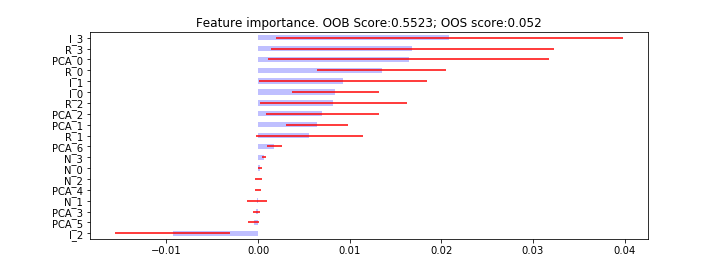 Feature importance. OOB Score:0.5523; OOS score:0.052
I_3
R_3
PCA_0
R_0
I_1
I_0
R_2
PCA_2
PCA_1
R_1
PCA_6
N_3
N_0
N_2
PCA_4
N_1
PCA_3
PCA_5
I_2
−0.01 0.00 0.01 0.02 0.03 0.04